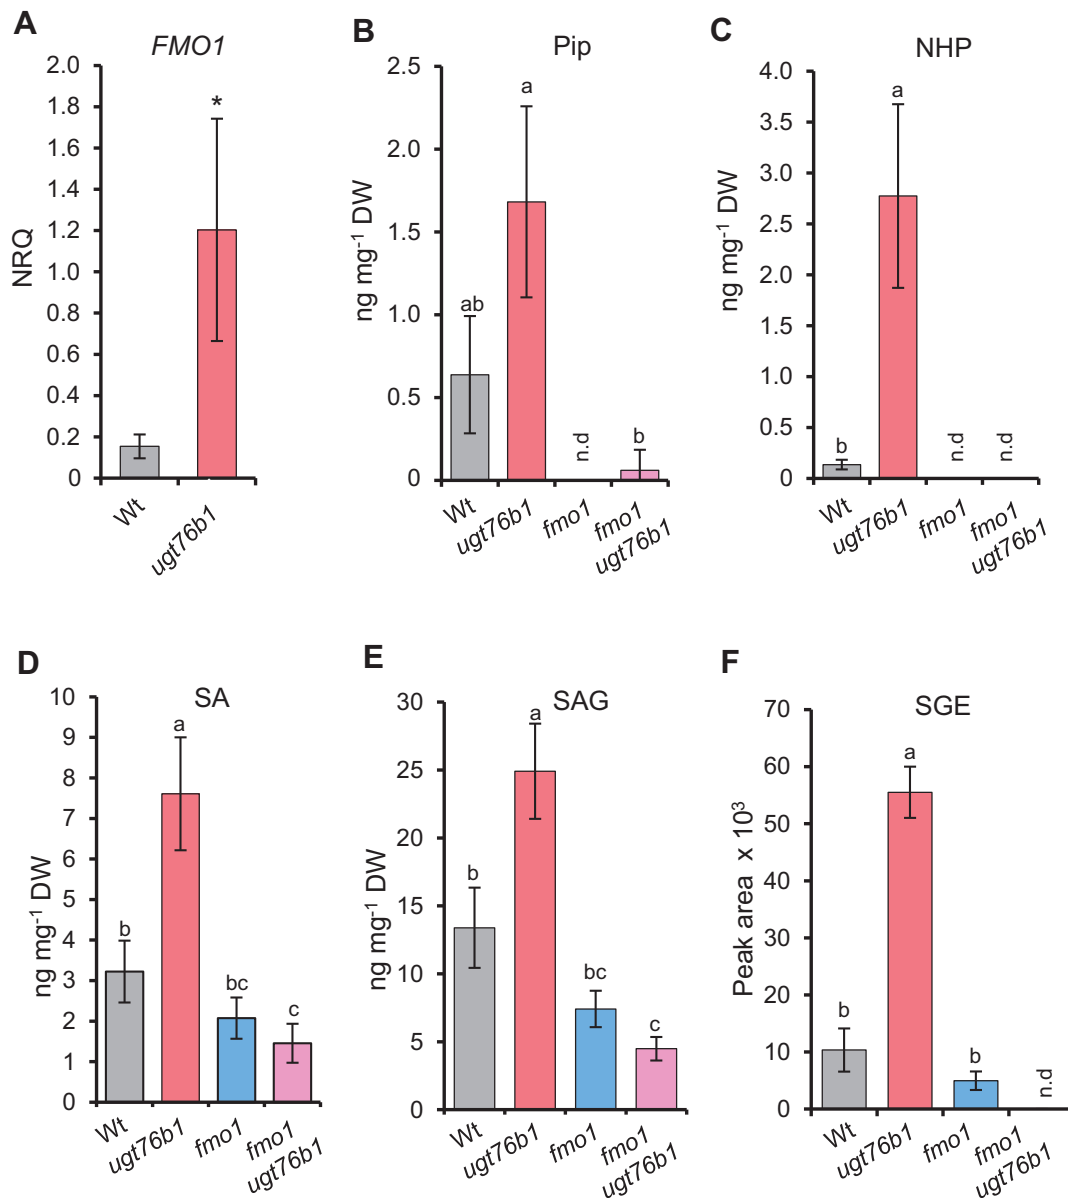 A
FMO1
NRQ
2.0
1.8
1.6
1.4
1.2
1.0
0.8
0.6
0.4
0.2
0
*
Wt
ugt76b1
B
Pip
ng mg⁻¹ DW
2.5
2.0
1.5
1.0
0.5
0
ab
a
n.d
b
Wt
ugt76b1
fmo1
fmo1
ugt76b1
C
NHP
ng mg⁻¹ DW
4.0
3.5
3.0
2.5
2.0
1.5
1.0
0.5
0
b
a
n.d
n.d
Wt
ugt76b1
fmo1
fmo1
ugt76b1
D
SA
ng mg⁻¹ DW
10
9
8
7
6
5
4
3
2
1
0
b
a
bc
c
Wt
ugt76b1
fmo1
fmo1
ugt76b1
E
SAG
ng mg⁻¹ DW
30
25
20
15
10
5
0
b
a
bc
c
Wt
ugt76b1
fmo1
fmo1
ugt76b1
F
SGE
Peak area x 10³
70
60
50
40
30
20
10
0
b
a
b
n.d
Wt
ugt76b1
fmo1
fmo1
ugt76b1